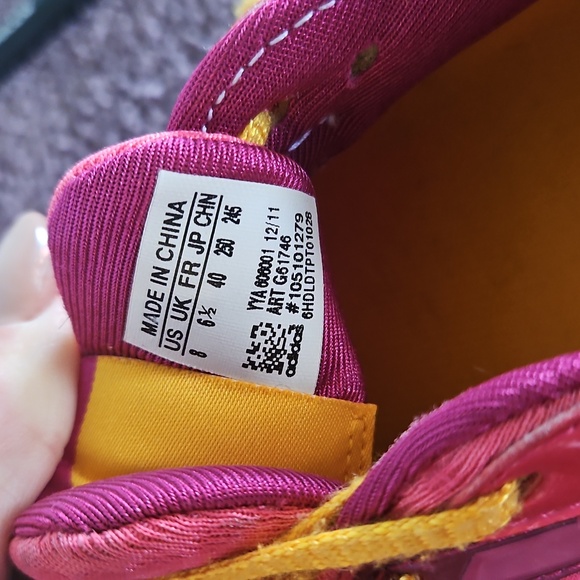 MADE IN CHINA
US UK FR JP CHN
8 6½ 40 250 245
YYA 606001 12/11
ART G61746
#105101279
6HDLDTPT01028
adidas